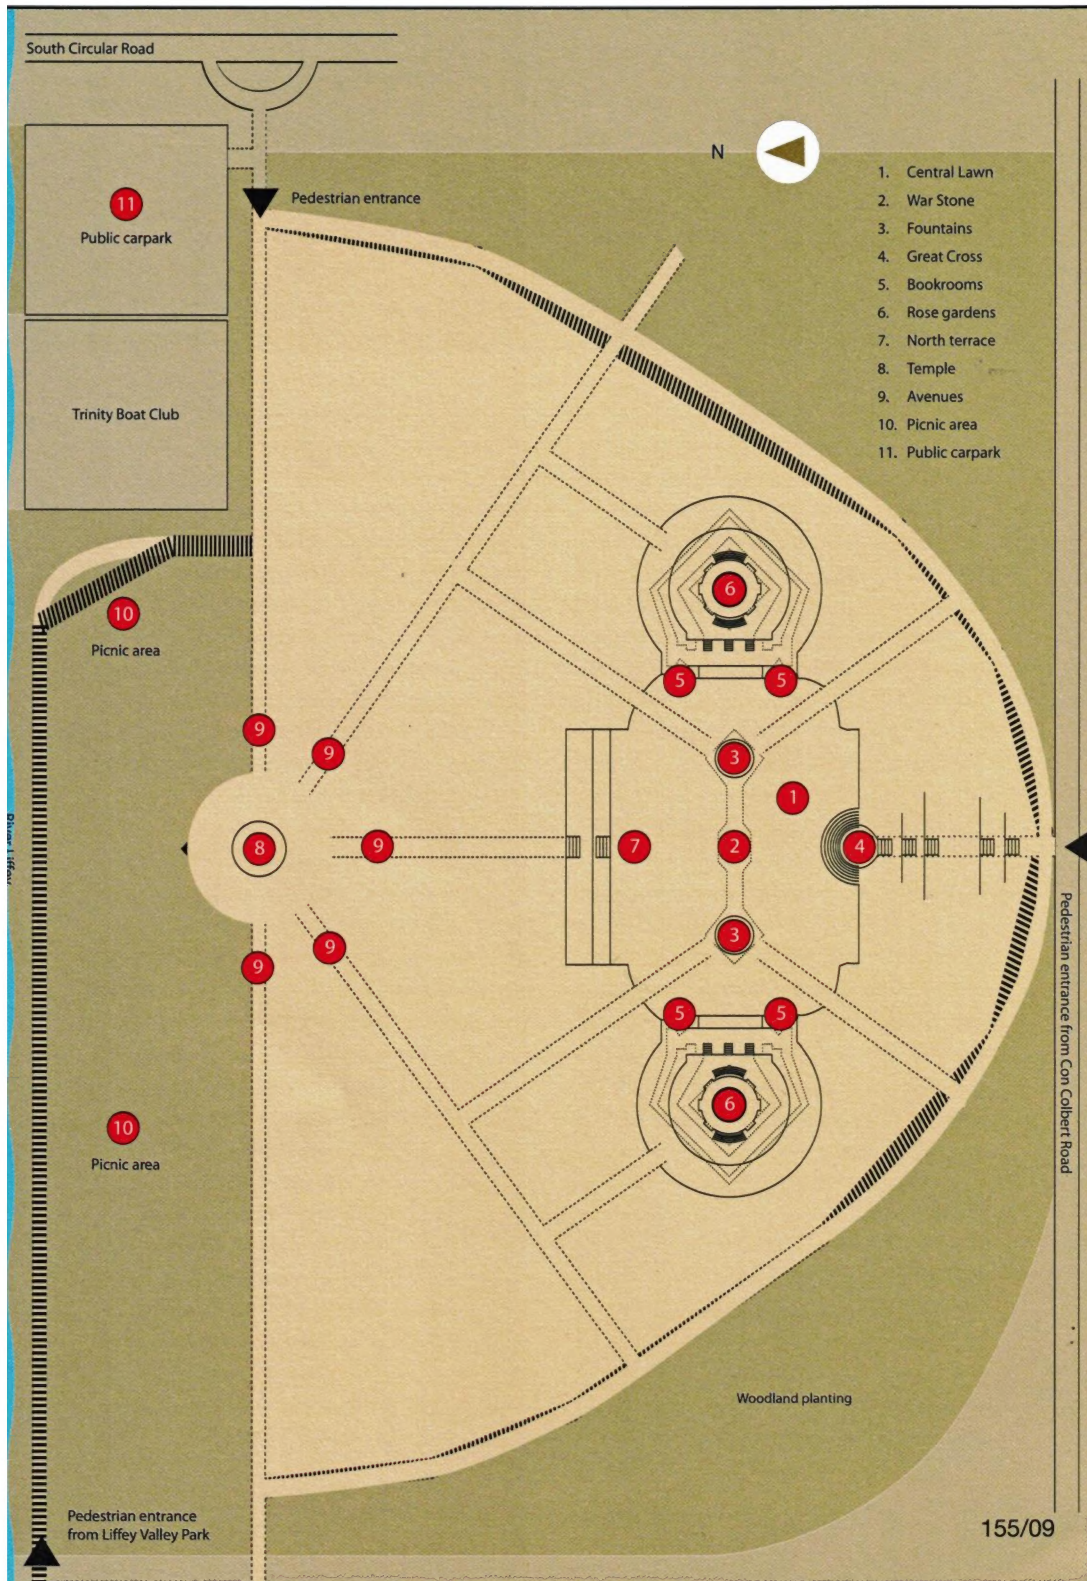 South Circular Road
11
Public carpark
Pedestrian entrance
N
1. Central Lawn
2. War Stone
3. Fountains
4. Great Cross
5. Bookrooms
6. Rose gardens
7. North terrace
8. Temple
9. Avenues
10. Picnic area
11. Public carpark
Trinity Boat Club
10
Picnic area
6
5
5
9
9
3
1
8
9
7
2
4
River Liffey
3
9
9
5
5
6
10
Picnic area
Pedestrian entrance from Con Colbert Road
Woodland planting
Pedestrian entrance
from Liffey Valley Park
155/09